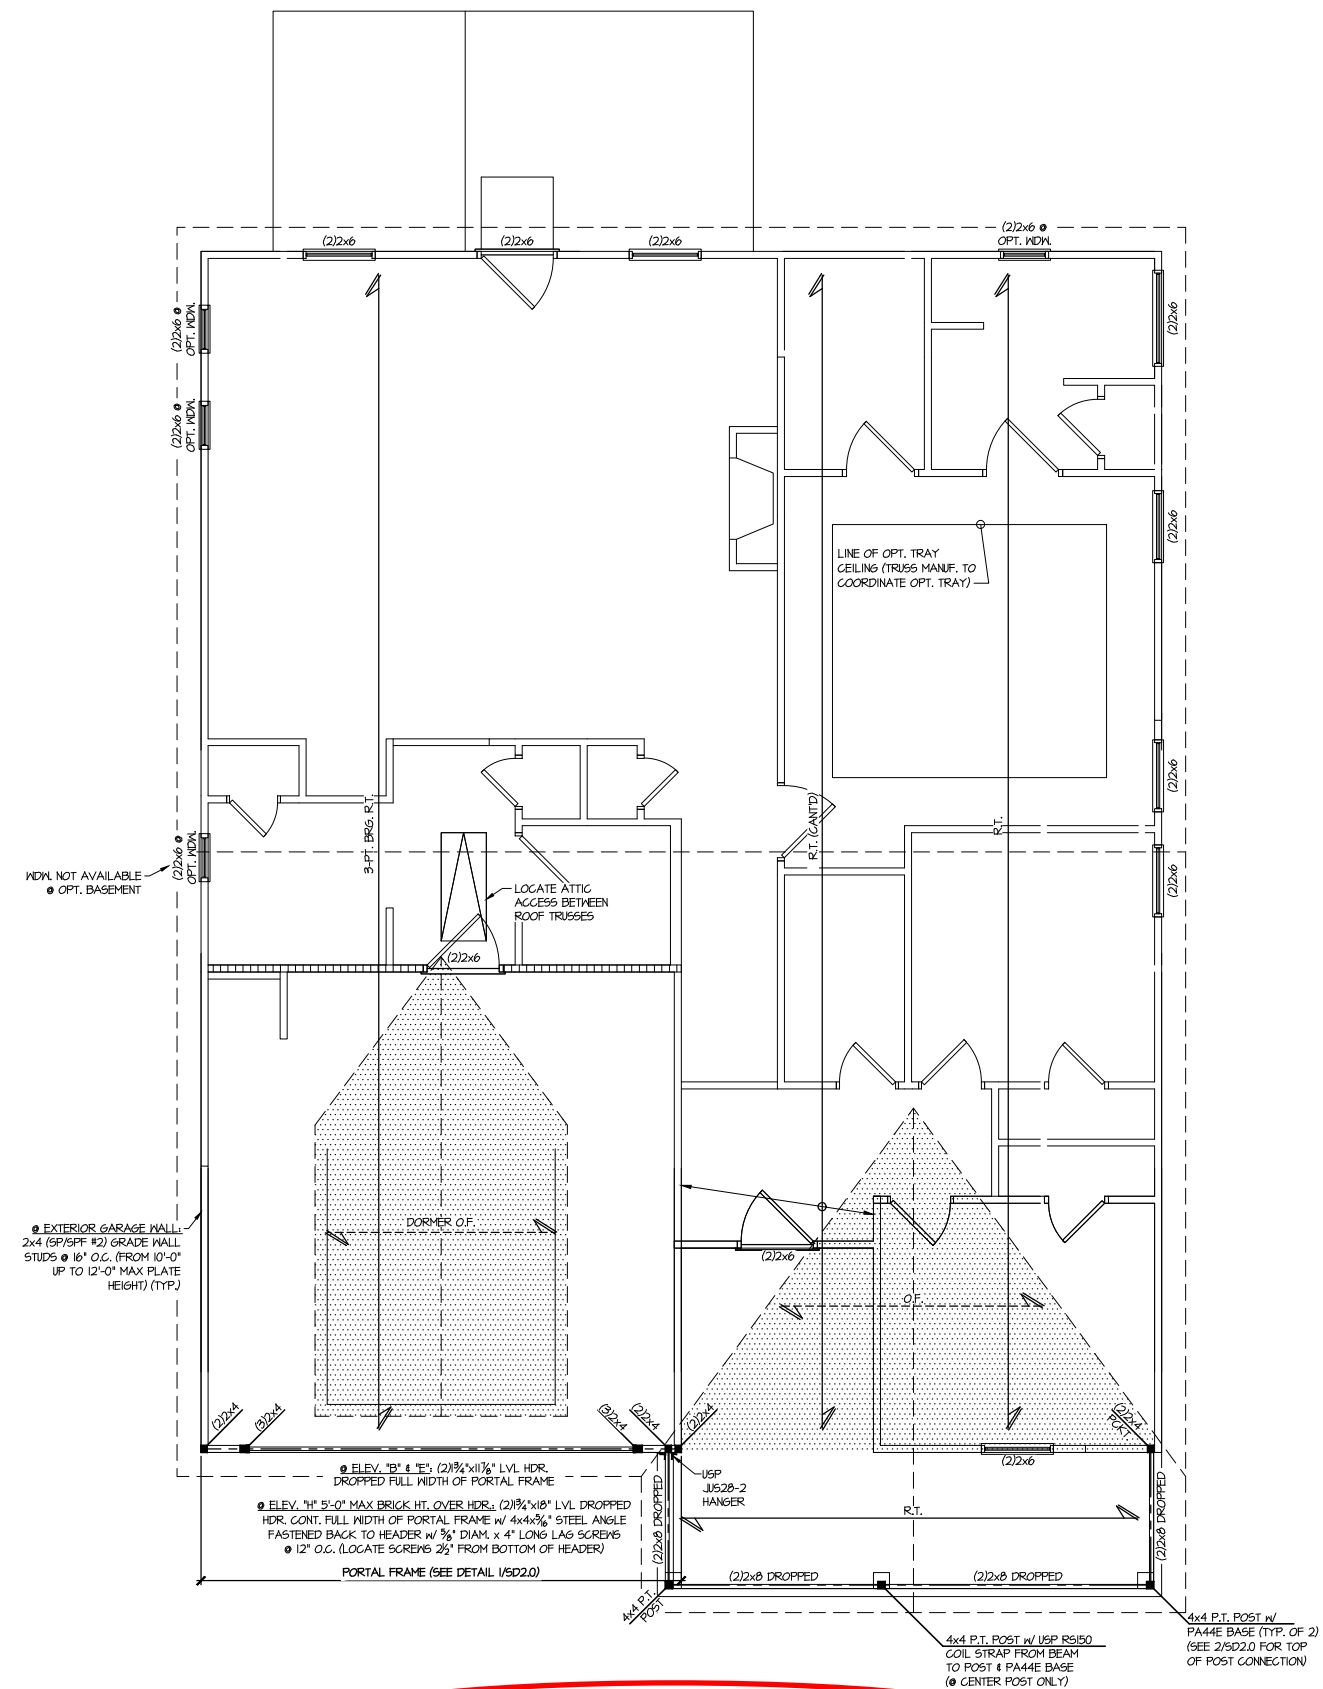 (2)2x6
(2)2x6
(2)2x6
(2)2x6 @
OPT. WDW.
(2)2x6 @
OPT. WDW.
(2)2x6
(2)2x6 @
OPT. WDW.
(2)2x6
LINE OF OPT. TRAY
CEILING (TRUSS MANUF. TO
COORDINATE OPT. TRAY)
(2)2x6
3-PT. BRG. R.T.
R.T. (CANT'D)
R.T.
(2)2x6 @
OPT. WDW.
WDW. NOT AVAILABLE
@ OPT. BASEMENT
(2)2x6
LOCATE ATTIC
ACCESS BETWEEN
ROOF TRUSSES
(2)2x6
DORMER O.F.
@ EXTERIOR GARAGE WALL:
2x4 (SP/SPF #2) GRADE WALL
STUDS @ 16" O.C. (FROM 10'-0"
UP TO 12'-0" MAX PLATE
HEIGHT) (TYP.)
(2)2x6
O.F.
(2)2x4
(3)2x4
(3)2x4
(2)2x4
(2)2x4
(2)2x4
PCKT.
(2)2x6
@ ELEV. "B" & "E": (2)1¾"x11⅞" LVL HDR.
DROPPED FULL WIDTH OF PORTAL FRAME
USP
JUS28-2
HANGER
@ ELEV. "H" 5'-0" MAX BRICK HT. OVER HDR.: (2)1¾"x18" LVL DROPPED
HDR. CONT. FULL WIDTH OF PORTAL FRAME W/ 4x4x5/16" STEEL ANGLE
FASTENED BACK TO HEADER W/ 5/16" DIAM. x 4" LONG LAG SCREWS
@ 12" O.C. (LOCATE SCREWS 2½" FROM BOTTOM OF HEADER)
R.T.
(2)2x8 DROPPED
(2)2x8 DROPPED
PORTAL FRAME (SEE DETAIL 1/SD2.0)
(2)2x8 DROPPED
(2)2x8 DROPPED
4x4 P.T.
POST
4x4 P.T. POST W/
PA44E BASE (TYP. OF 2)
(SEE 2/SD2.0 FOR TOP
OF POST CONNECTION)
4x4 P.T. POST W/ USP RS150
COIL STRAP FROM BEAM
TO POST & PA44E BASE
(@ CENTER POST ONLY)